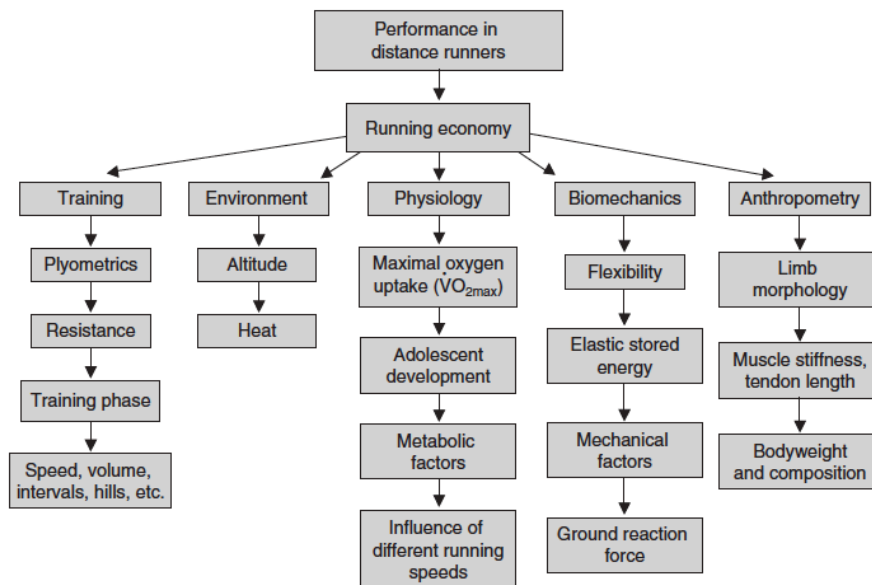 Performance in
distance runners
Running economy
Training
Plyometrics
Resistance
Training phase
Speed, volume,
intervals, hills, etc.
Environment
Altitude
Heat
Physiology
Maximal oxygen
uptake (V̇O2max)
Adolescent
development
Metabolic
factors
Influence of
different running
speeds
Biomechanics
Flexibility
Elastic stored
energy
Mechanical
factors
Ground reaction
force
Anthropometry
Limb
morphology
Muscle stiffness,
tendon length
Bodyweight
and composition